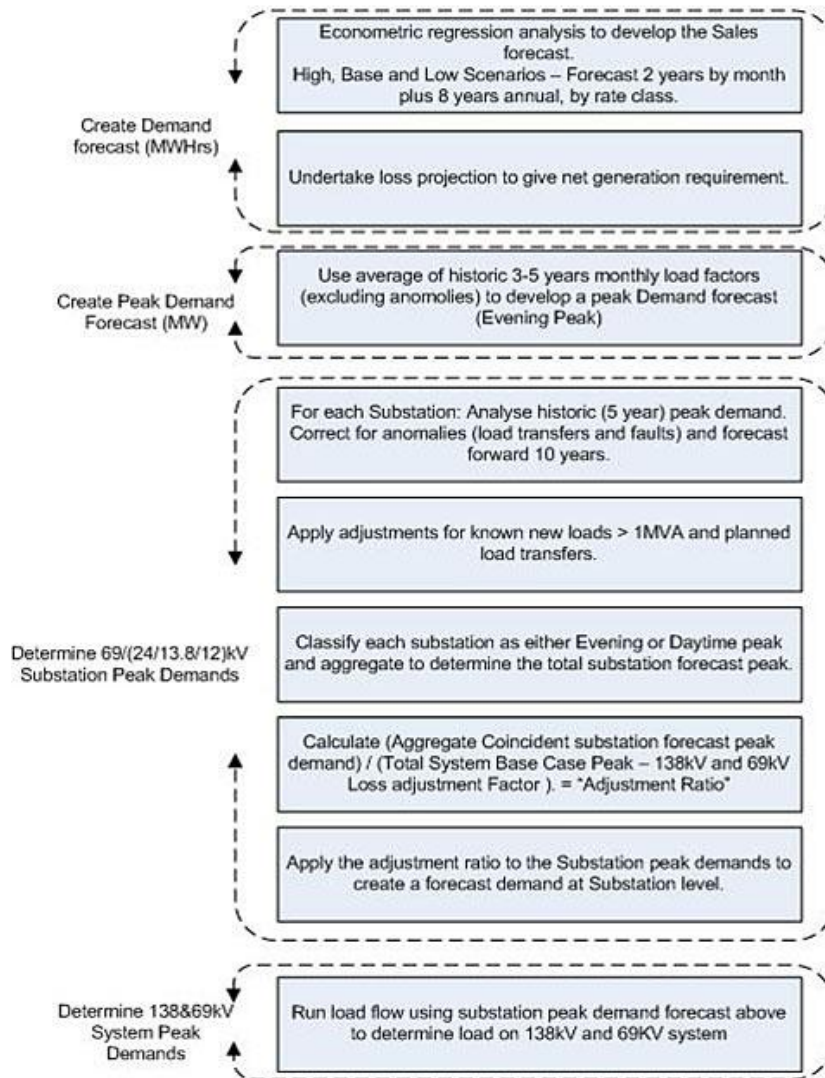 Econometric regression analysis to develop the Sales
forecast.
High, Base and Low Scenarios – Forecast 2 years by month
plus 8 years annual, by rate class.
Create Demand
forecast (MWHrs)
Undertake loss projection to give net generation requirement.
Use average of historic 3-5 years monthly load factors
(excluding anomolies) to develop a peak Demand forecast
(Evening Peak)
Create Peak Demand
Forecast (MW)
For each Substation: Analyse historic (5 year) peak demand.
Correct for anomalies (load transfers and faults) and forecast
forward 10 years.
Apply adjustments for known new loads > 1MVA and planned
load transfers.
Determine 69/(24/13.8/12)kV
Substation Peak Demands
Classify each substation as either Evening or Daytime peak
and aggregate to determine the total substation forecast peak.
Calculate (Aggregate Coincident substation forecast peak
demand) / (Total System Base Case Peak – 138kV and 69kV
Loss adjustment Factor ). = “Adjustment Ratio”
Apply the adjustment ratio to the Substation peak demands to
create a forecast demand at Substation level.
Determine 138&69kV
System Peak
Demands
Run load flow using substation peak demand forecast above
to determine load on 138kV and 69KV system